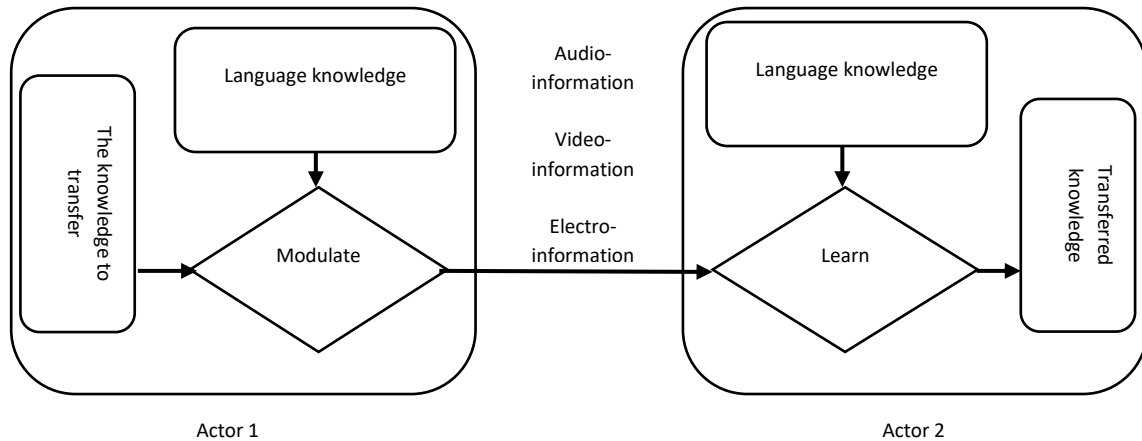 Language knowledge
The knowledge to
transfer
Modulate
Audio-
information
Video-
information
Electro-
information
Language knowledge
Learn
Transferred
knowledge
Actor 1
Actor 2